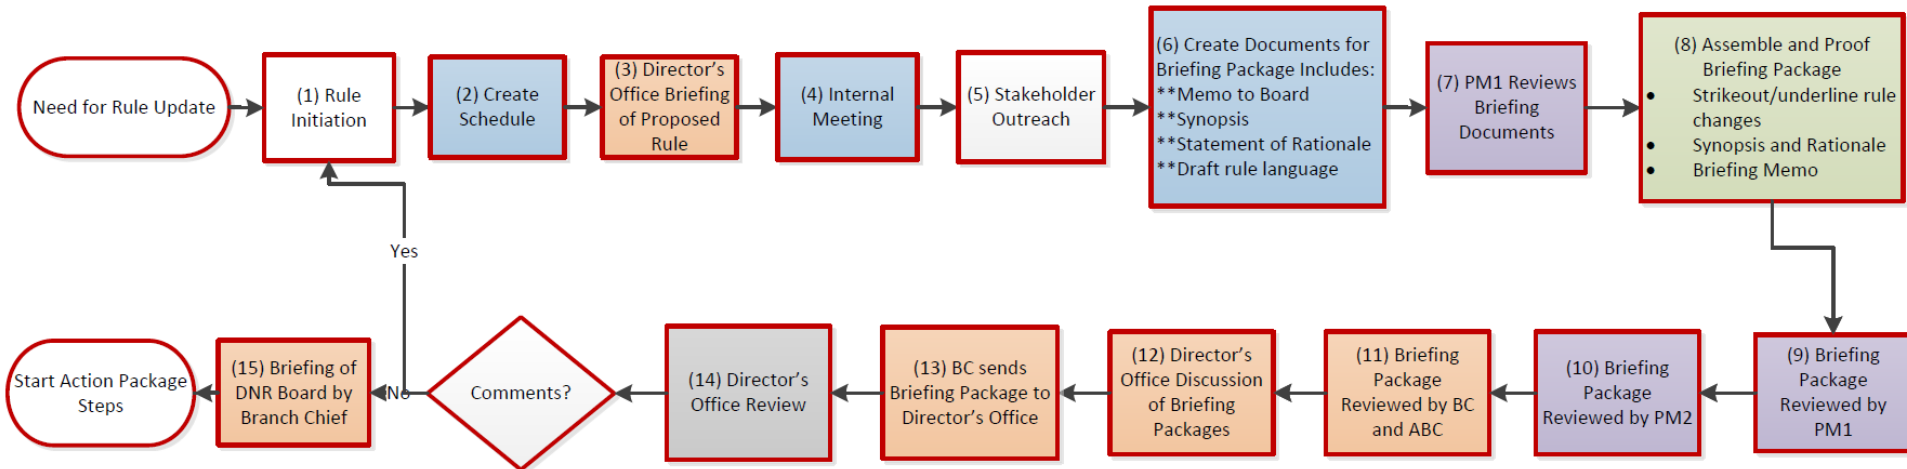 Need for Rule Update
(1) Rule
Initiation
(2) Create
Schedule
(3) Director's
Office Briefing
of Proposed
Rule
(4) Internal
Meeting
(5) Stakeholder
Outreach
(6) Create Documents for
Briefing Package Includes:
**Memo to Board
**Synopsis
**Statement of Rationale
**Draft rule language
(7) PM1 Reviews
Briefing
Documents
(8) Assemble and Proof
Briefing Package
• Strikeout/underline rule
changes
• Synopsis and Rationale
• Briefing Memo
(9) Briefing
Package
Reviewed by
PM1
(10) Briefing
Package
Reviewed by PM2
(11) Briefing
Package
Reviewed by BC
and ABC
(12) Director's
Office Discussion
of Briefing
Packages
(13) BC sends
Briefing Package to
Director's Office
(14) Director's
Office Review
Comments?
Yes
No
(15) Briefing of
DNR Board by
Branch Chief
Start Action Package
Steps